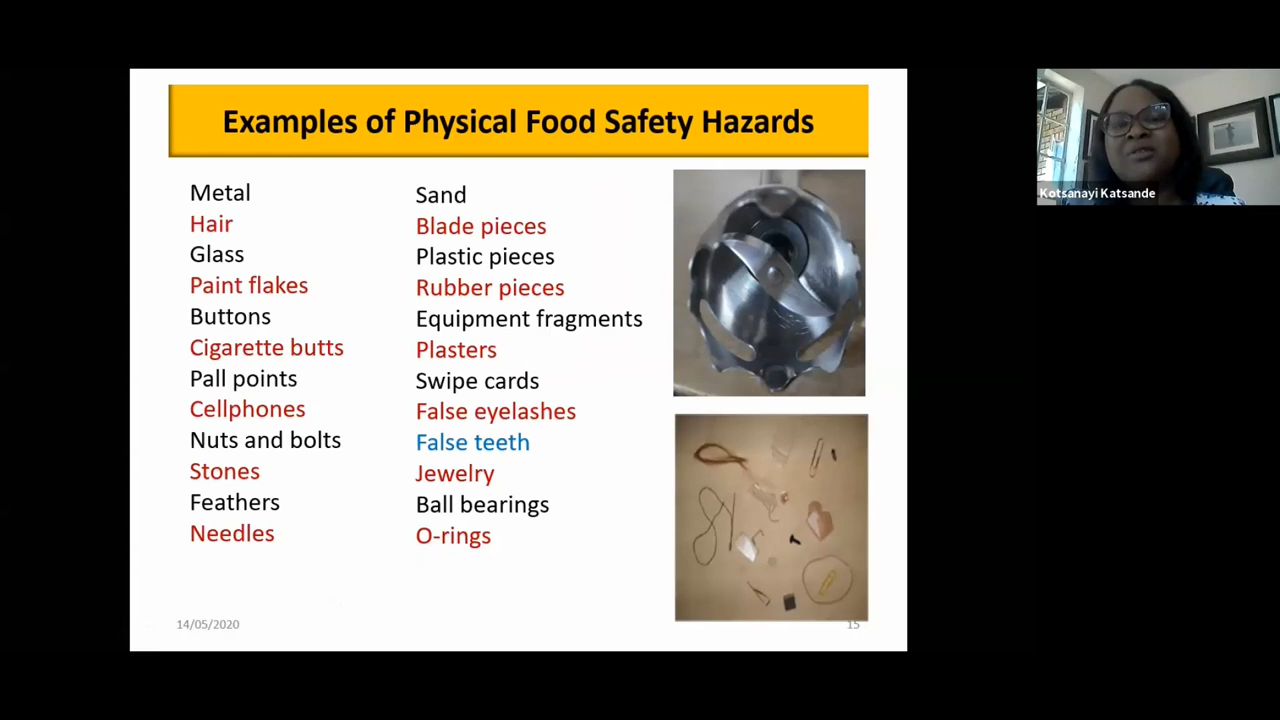 Examples of Physical Food Safety Hazards
Metal
Hair
Glass
Paint flakes
Buttons
Cigarette butts
Pall points
Cellphones
Nuts and bolts
Stones
Feathers
Needles
Sand
Blade pieces
Plastic pieces
Rubber pieces
Equipment fragments
Plasters
Swipe cards
False eyelashes
False teeth
Jewelry
Ball bearings
O-rings
14/05/2020
15
Kotsanayi Katsande